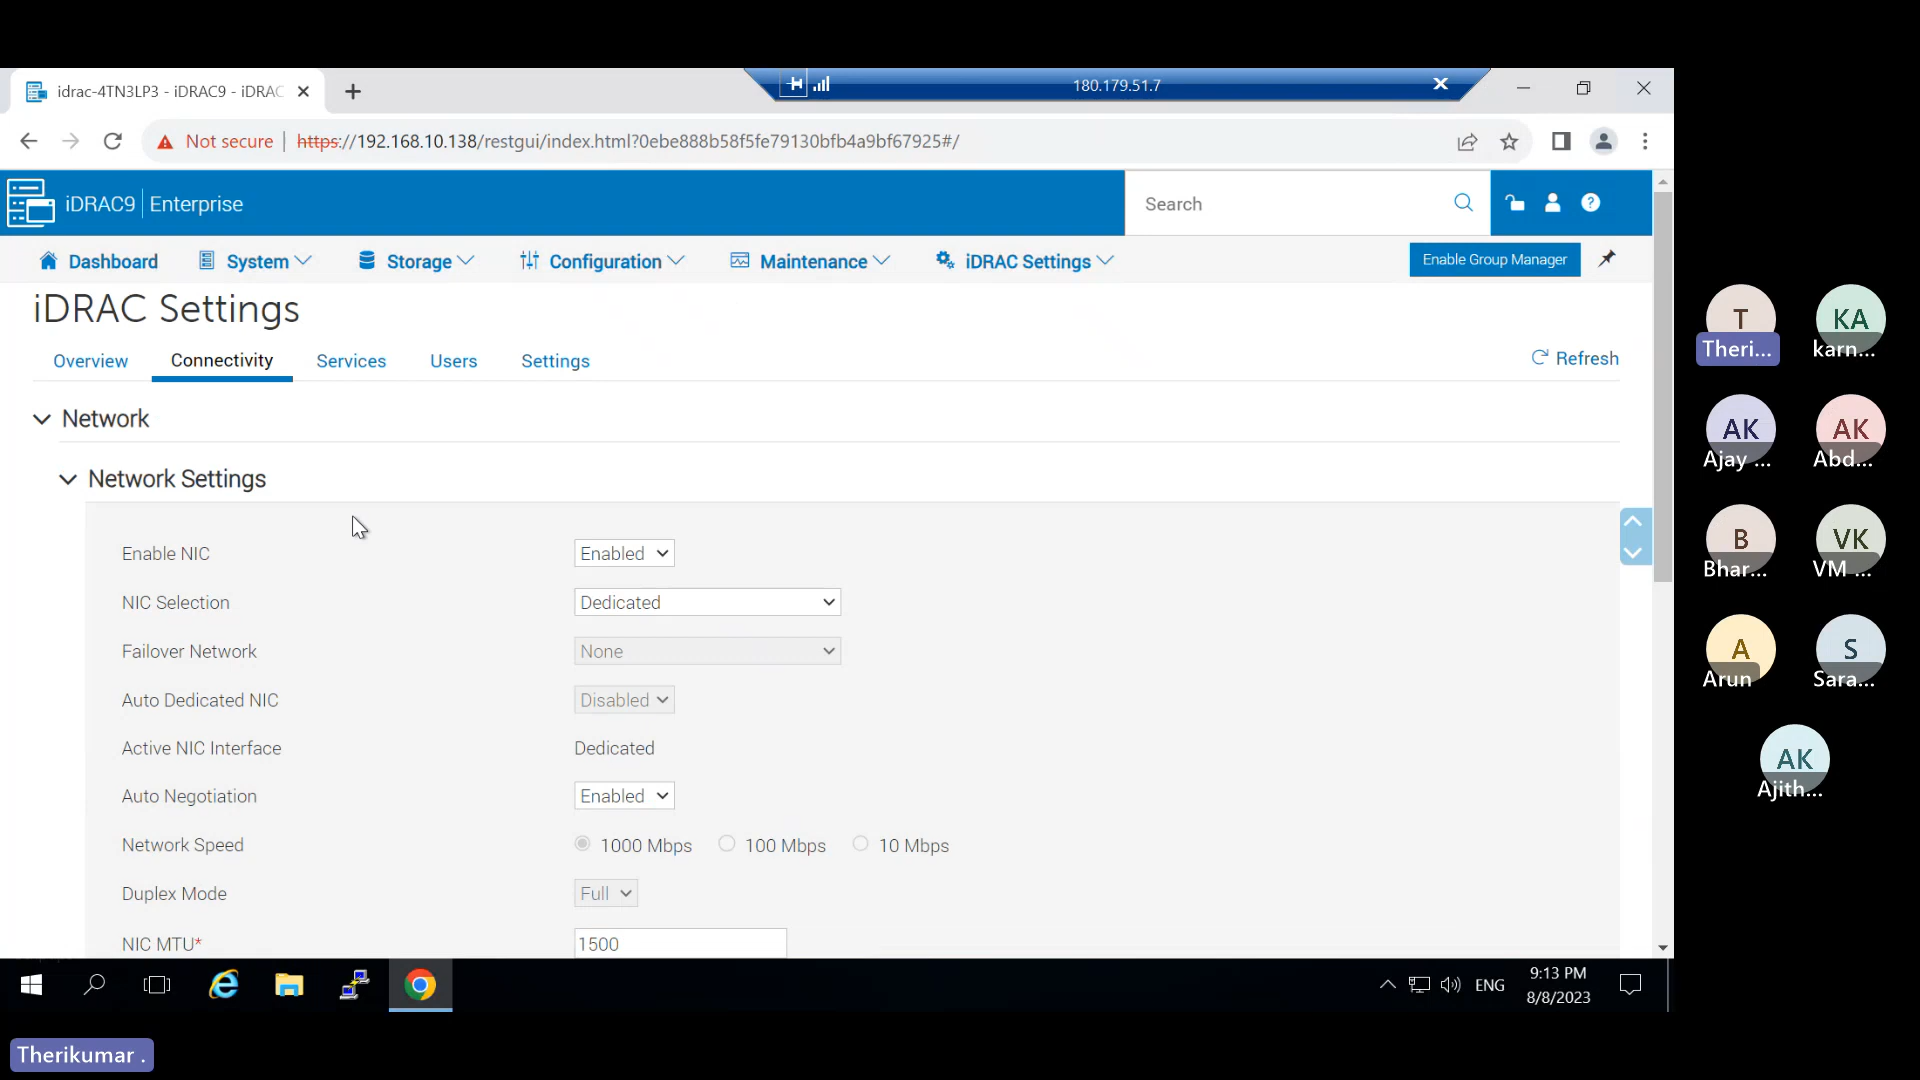 idrac-4TN3LP3 - iDRAC9 - iDRAC
180.179.51.7
Not secure | https://192.168.10.138/restgui/index.html?0ebe888b58f5fe79130bfb4a9bf67925#/
iDRAC9 | Enterprise
Search
Dashboard System Storage Configuration Maintenance iDRAC Settings Enable Group Manager
iDRAC Settings
Overview Connectivity Services Users Settings Refresh
Network
Network Settings
Enable NIC Enabled
NIC Selection Dedicated
Failover Network None
Auto Dedicated NIC Disabled
Active NIC Interface Dedicated
Auto Negotiation Enabled
Network Speed 1000 Mbps 100 Mbps 10 Mbps
Duplex Mode Full
NIC MTU* 1500
ENG
9:13 PM
8/8/2023
T KA
Theri... karn...
AK AK
Ajay ... Abd...
B VK
Bhar... VM ...
A S
Arun Sara...
AK
Ajith...
Therikumar .